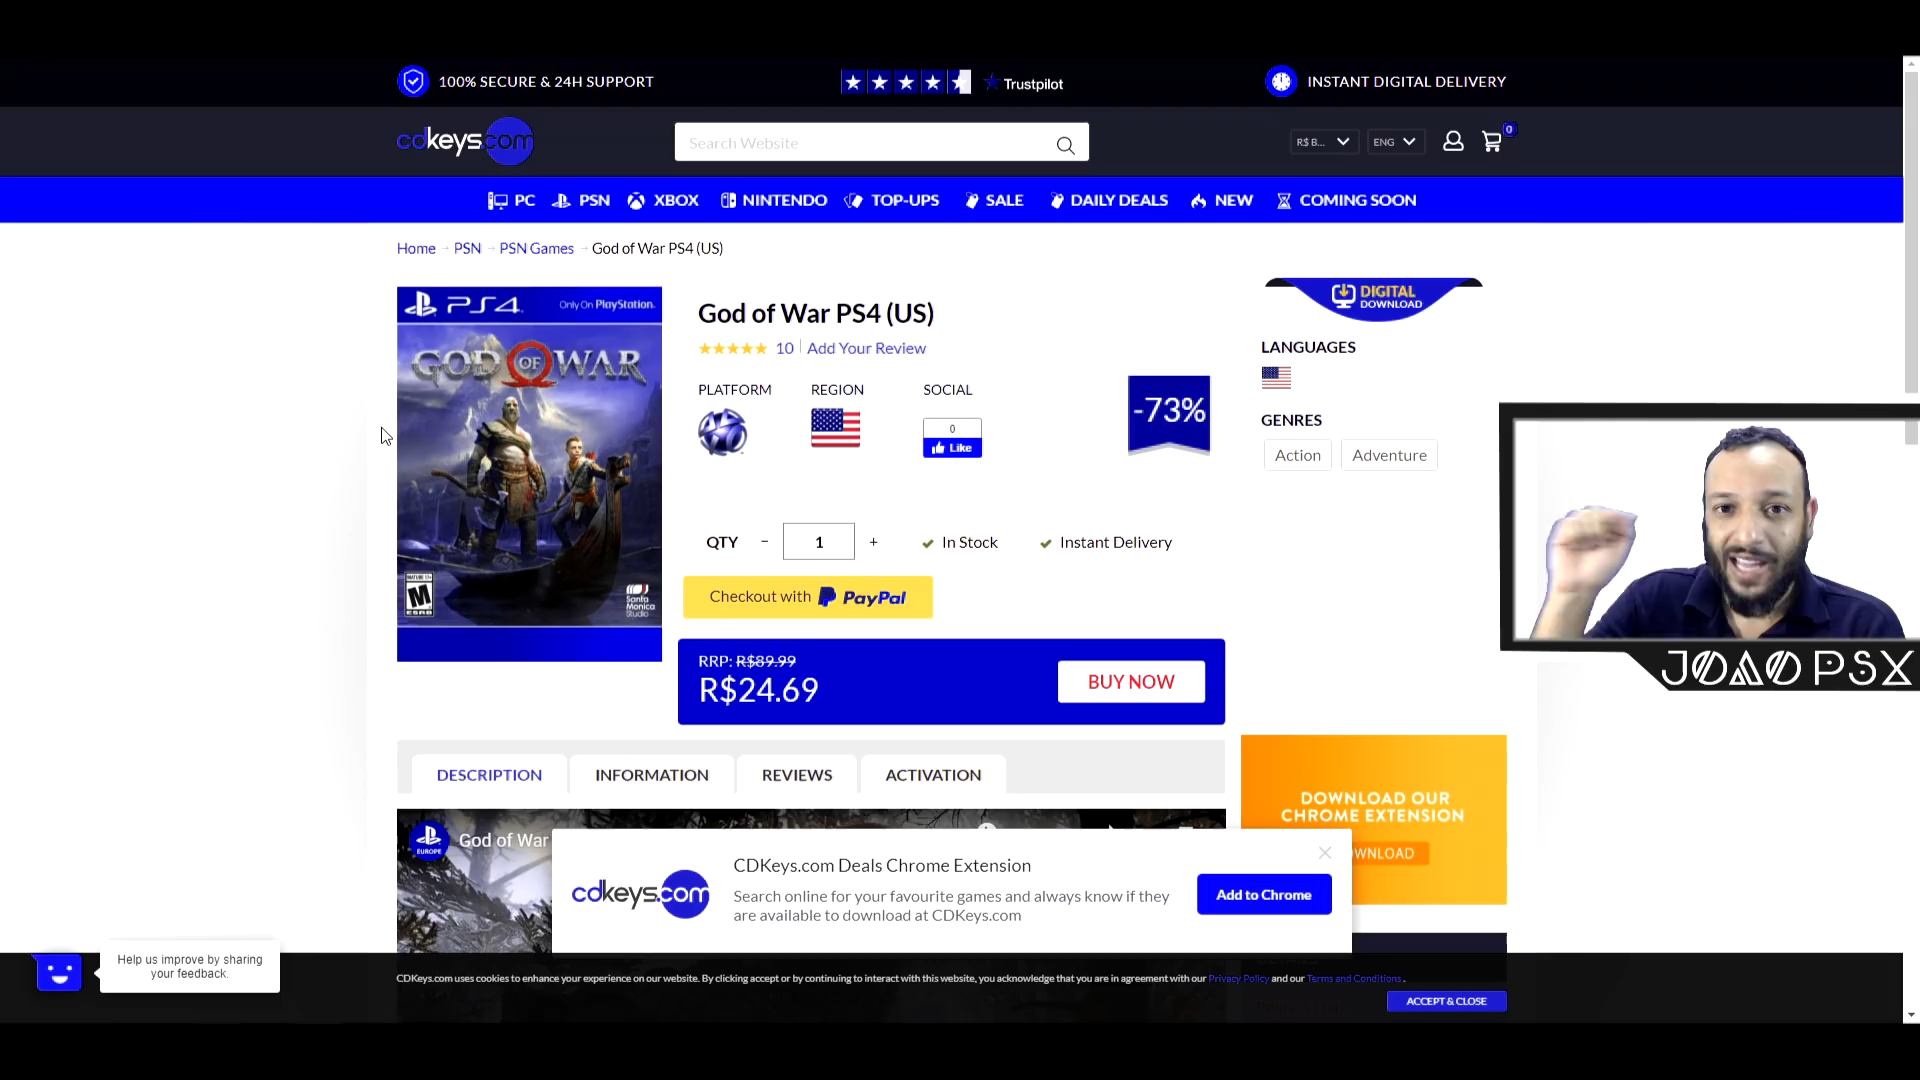 100% SECURE & 24H SUPPORT
Trustpilot
INSTANT DIGITAL DELIVERY
cdkeys.com
Search Website
R$ B...
ENG
0
PC
PSN
XBOX
NINTENDO
TOP-UPS
SALE
DAILY DEALS
NEW
COMING SOON
Home
PSN
PSN Games
God of War PS4 (US)
PS4
Only On PlayStation.
GOD OF WAR
MATURE 17+
M
ESRB
Santa
Monica
Studio
God of War PS4 (US)
10
Add Your Review
PLATFORM
REGION
SOCIAL
0
Like
-73%
DIGITAL
DOWNLOAD
LANGUAGES
GENRES
Action
Adventure
QTY
-
1
+
In Stock
Instant Delivery
Checkout with PayPal
RRP: R$89.99
R$24.69
BUY NOW
JOAO PSX
DESCRIPTION
INFORMATION
REVIEWS
ACTIVATION
DOWNLOAD OUR
CHROME EXTENSION
EUROPE
God of War
cdkeys.com
CDKeys.com Deals Chrome Extension
Search online for your favourite games and always know if they
are available to download at CDKeys.com
Add to Chrome
Help us improve by sharing
your feedback.
CDKeys.com uses cookies to enhance your experience on our website. By clicking accept or by continuing to interact with this website, you acknowledge that you are in agreement with our Privacy Policy and our Terms and Conditions.
ACCEPT & CLOSE